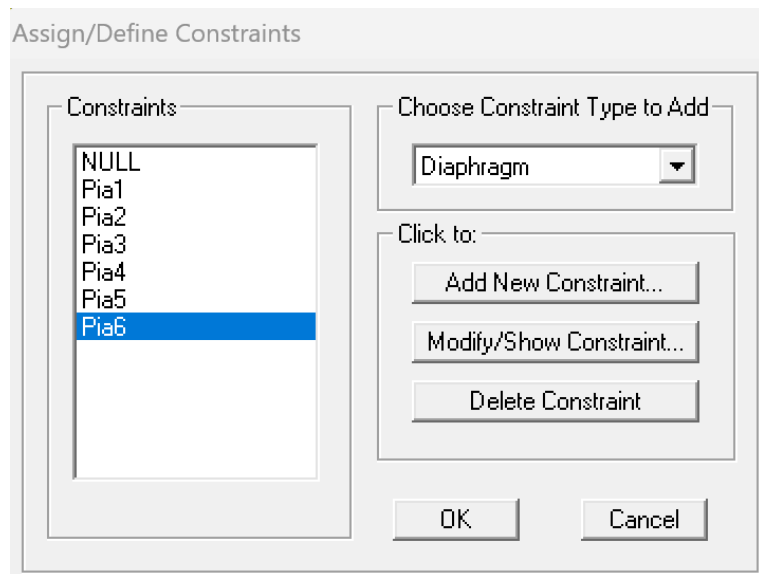 Assign/Define Constraints
Constraints
NULL
Pia1
Pia2
Pia3
Pia4
Pia5
Pia6
Choose Constraint Type to Add
Diaphragm
Click to:
Add New Constraint...
Modify/Show Constraint...
Delete Constraint
OK
Cancel